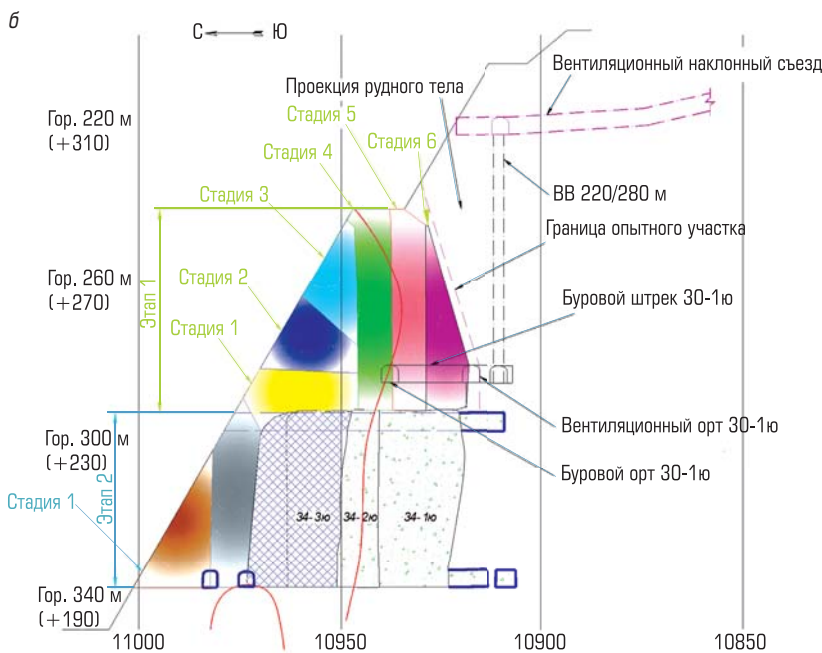 б
С Ю
Вентиляционный наклонный съезд
Проекция рудного тела
Гор. 220 м
(+310)
Стадия 5
Стадия 6
Стадия 4
Стадия 3
ВВ 220/280 м
Граница опытного участка
Стадия 2
Гор. 260 м
(+270)
Этап 1
Буровой штрек 30-1ю
Стадия 1
Вентиляционный орт 30-1ю
Гор. 300 м
(+230)
Буровой орт 30-1ю
Этап 2
Стадия 1
34-3ю
34-2ю
34-1ю
Гор. 340 м
(+190)
11000
10950
10900
10850